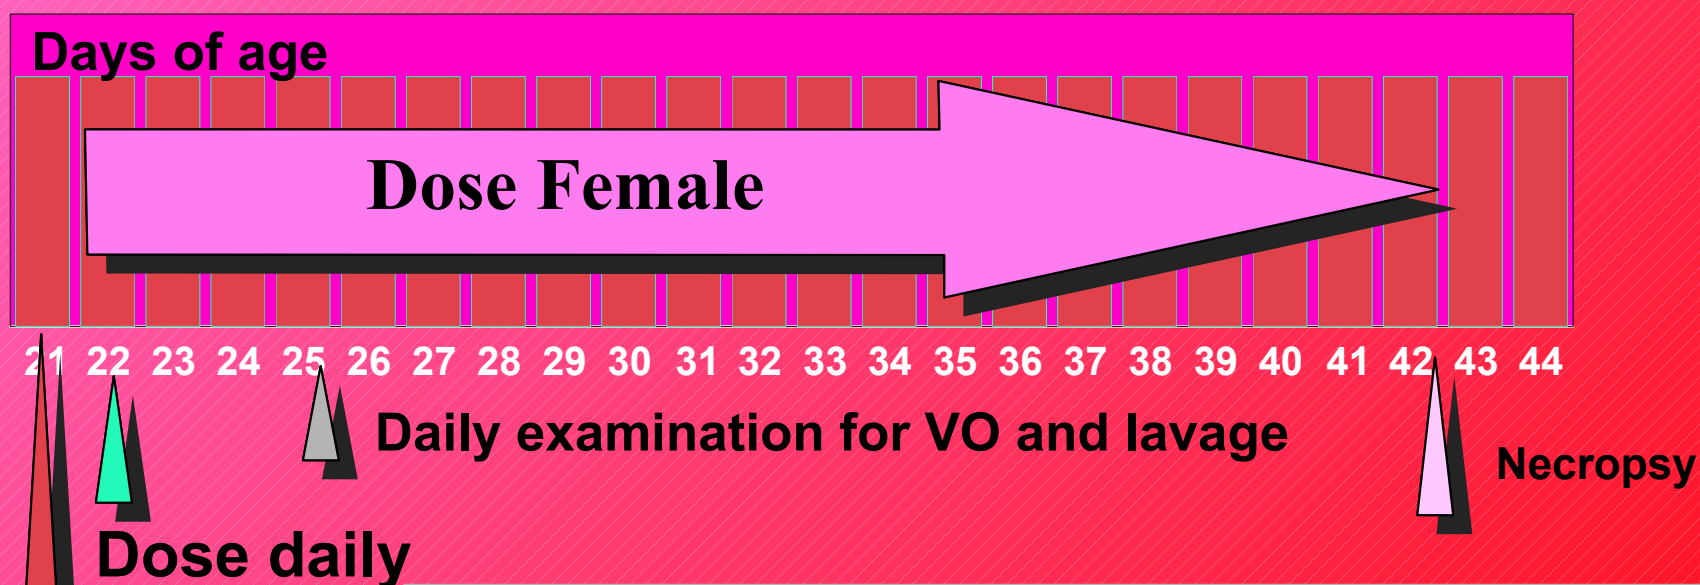 Days of age
Dose Female
21 22 23 24 25 26 27 28 29 30 31 32 33 34 35 36 37 38 39 40 41 42 43 44
Daily examination for VO and lavage
Necropsy
Dose daily